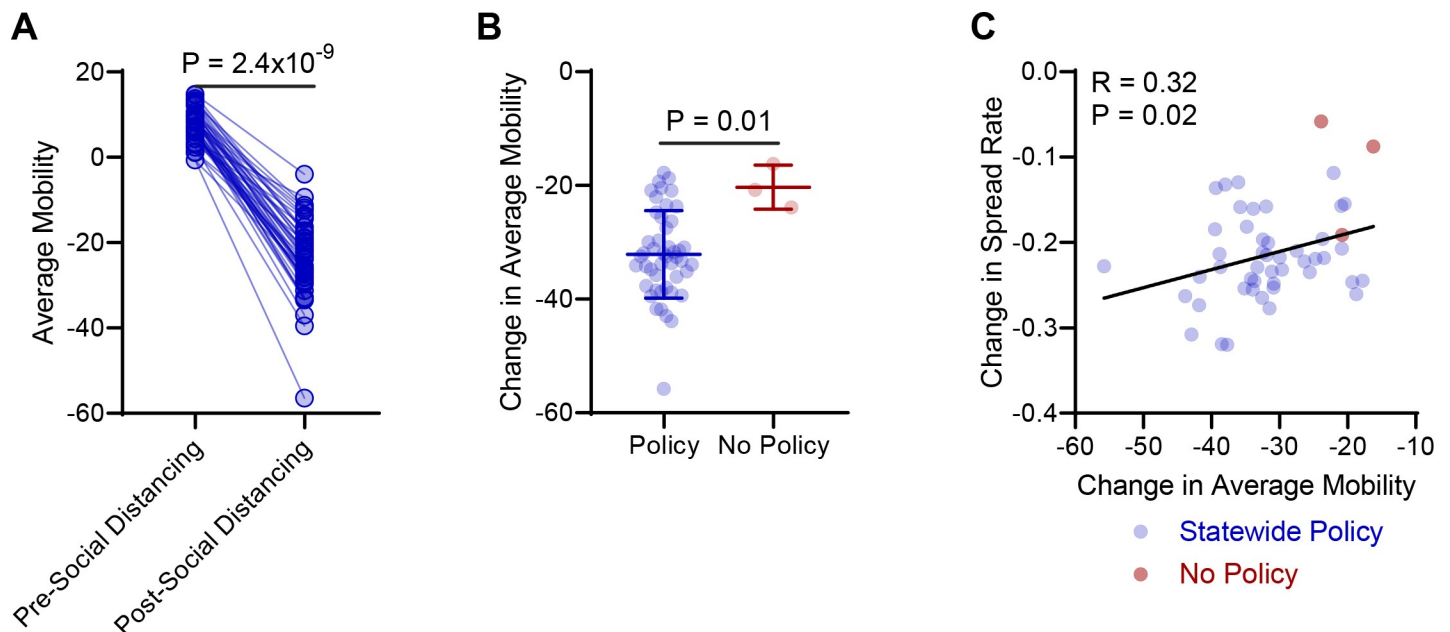 A
P = 2.4x10⁻⁹
Average Mobility
20
0
-20
-40
-60
Pre-Social Distancing
Post-Social Distancing
B
P = 0.01
Change in Average Mobility
0
-20
-40
-60
Policy
No Policy
C
R = 0.32
P = 0.02
Change in Spread Rate
0.0
-0.1
-0.2
-0.3
-0.4
-60 -50 -40 -30 -20 -10
Change in Average Mobility
Statewide Policy
No Policy